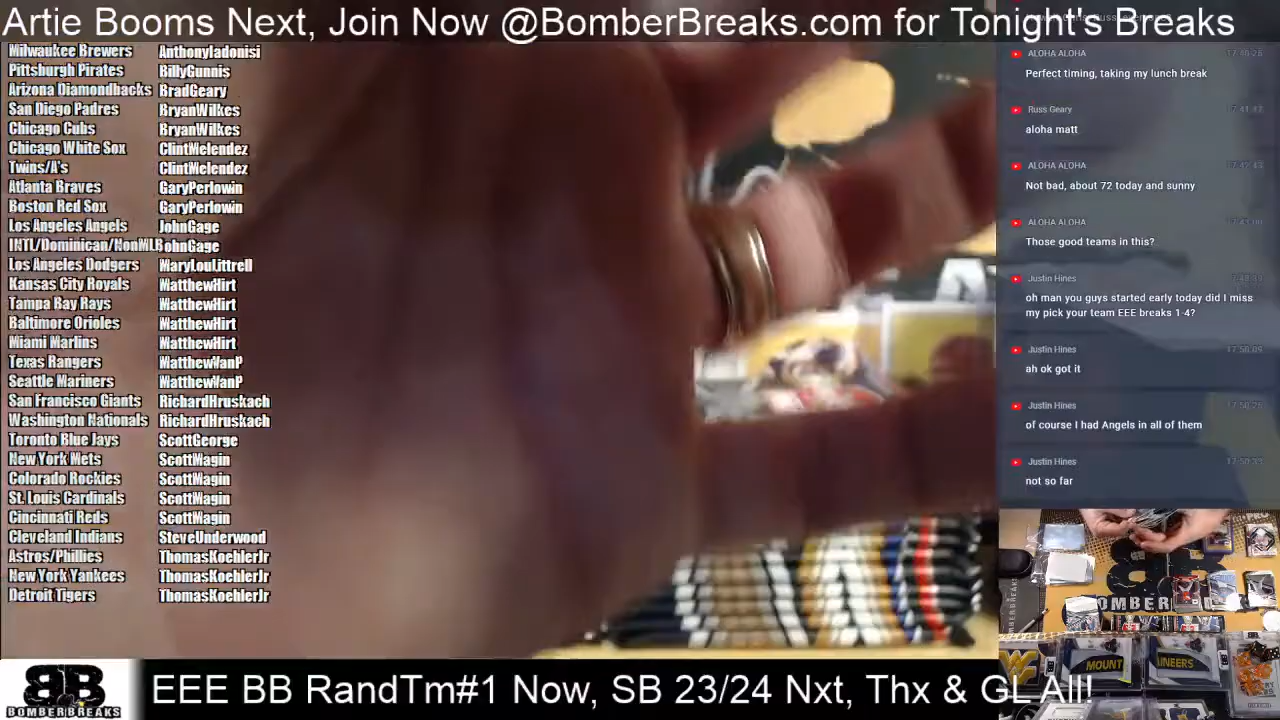 Artie Booms Next, Join Now @BomberBreaks.com for Tonight's Breaks
Milwaukee Brewers AnthonyIadonisi
Pittsburgh Pirates BillyGunnis
Arizona Diamondbacks BradGeary
San Diego Padres BryanWilkes
Chicago Cubs BryanWilkes
Chicago White Sox ClintMelendez
Twins/A's ClintMelendez
Atlanta Braves GaryPerlowin
Boston Red Sox GaryPerlowin
Los Angeles Angels JohnGage
INTL/Dominican/NonMLB JohnGage
Los Angeles Dodgers MaryLouLittrell
Kansas City Royals MatthewHirt
Tampa Bay Rays MatthewHirt
Baltimore Orioles MatthewHirt
Miami Marlins MatthewHirt
Texas Rangers MatthewVanP
Seattle Mariners MatthewVanP
San Francisco Giants RichardHruskach
Washington Nationals RichardHruskach
Toronto Blue Jays ScottGeorge
New York Mets ScottMagin
Colorado Rockies ScottMagin
St. Louis Cardinals ScottMagin
Cincinnati Reds ScottMagin
Cleveland Indians SteveUnderwood
Astros/Phillies ThomasKoehlerJr
New York Yankees ThomasKoehlerJr
Detroit Tigers ThomasKoehlerJr
ALOHA ALOHA
Perfect timing, taking my lunch break
Russ Geary
aloha matt
ALOHA ALOHA
Not bad, about 72 today and sunny
ALOHA ALOHA
Those good teams in this?
Justin Hines
oh man you guys started early today did I miss
my pick your team EEE breaks 1-4?
Justin Hines
ah ok got it
Justin Hines
of course I had Angels in all of them
Justin Hines
not so far
MOUNT
AINEERS
BB
BOMBERBREAKS
EEE BB RandTm#1 Now, SB 23/24 Nxt, Thx & GL All!